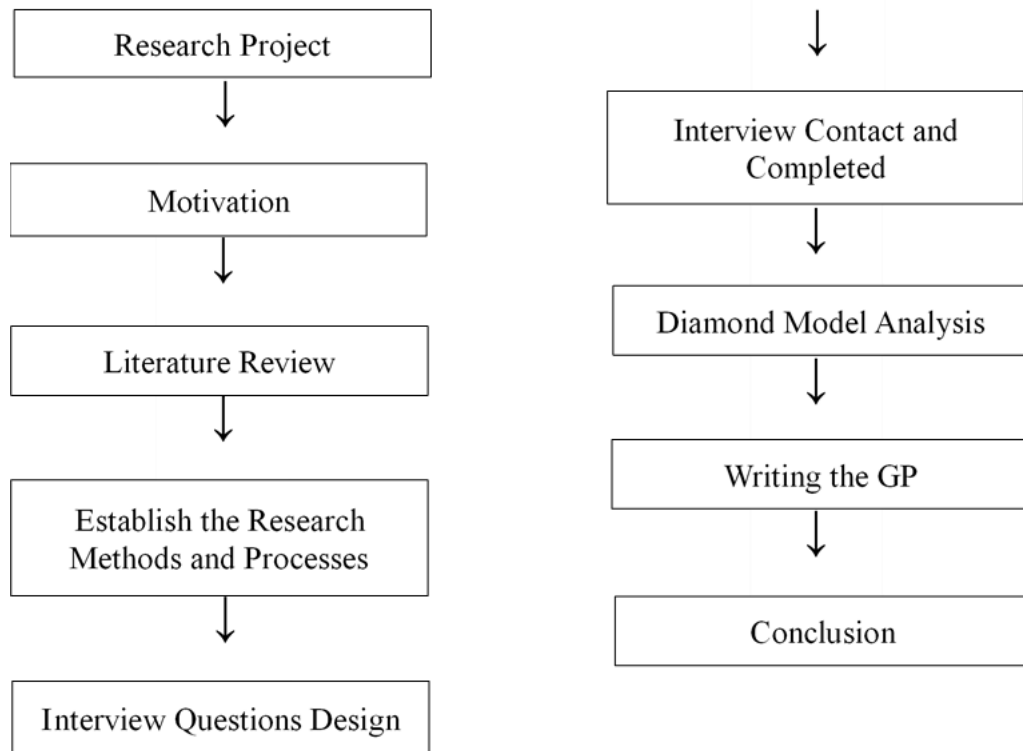 Research Project
Motivation
Literature Review
Establish the Research
Methods and Processes
Interview Questions Design
Interview Contact and
Completed
Diamond Model Analysis
Writing the GP
Conclusion